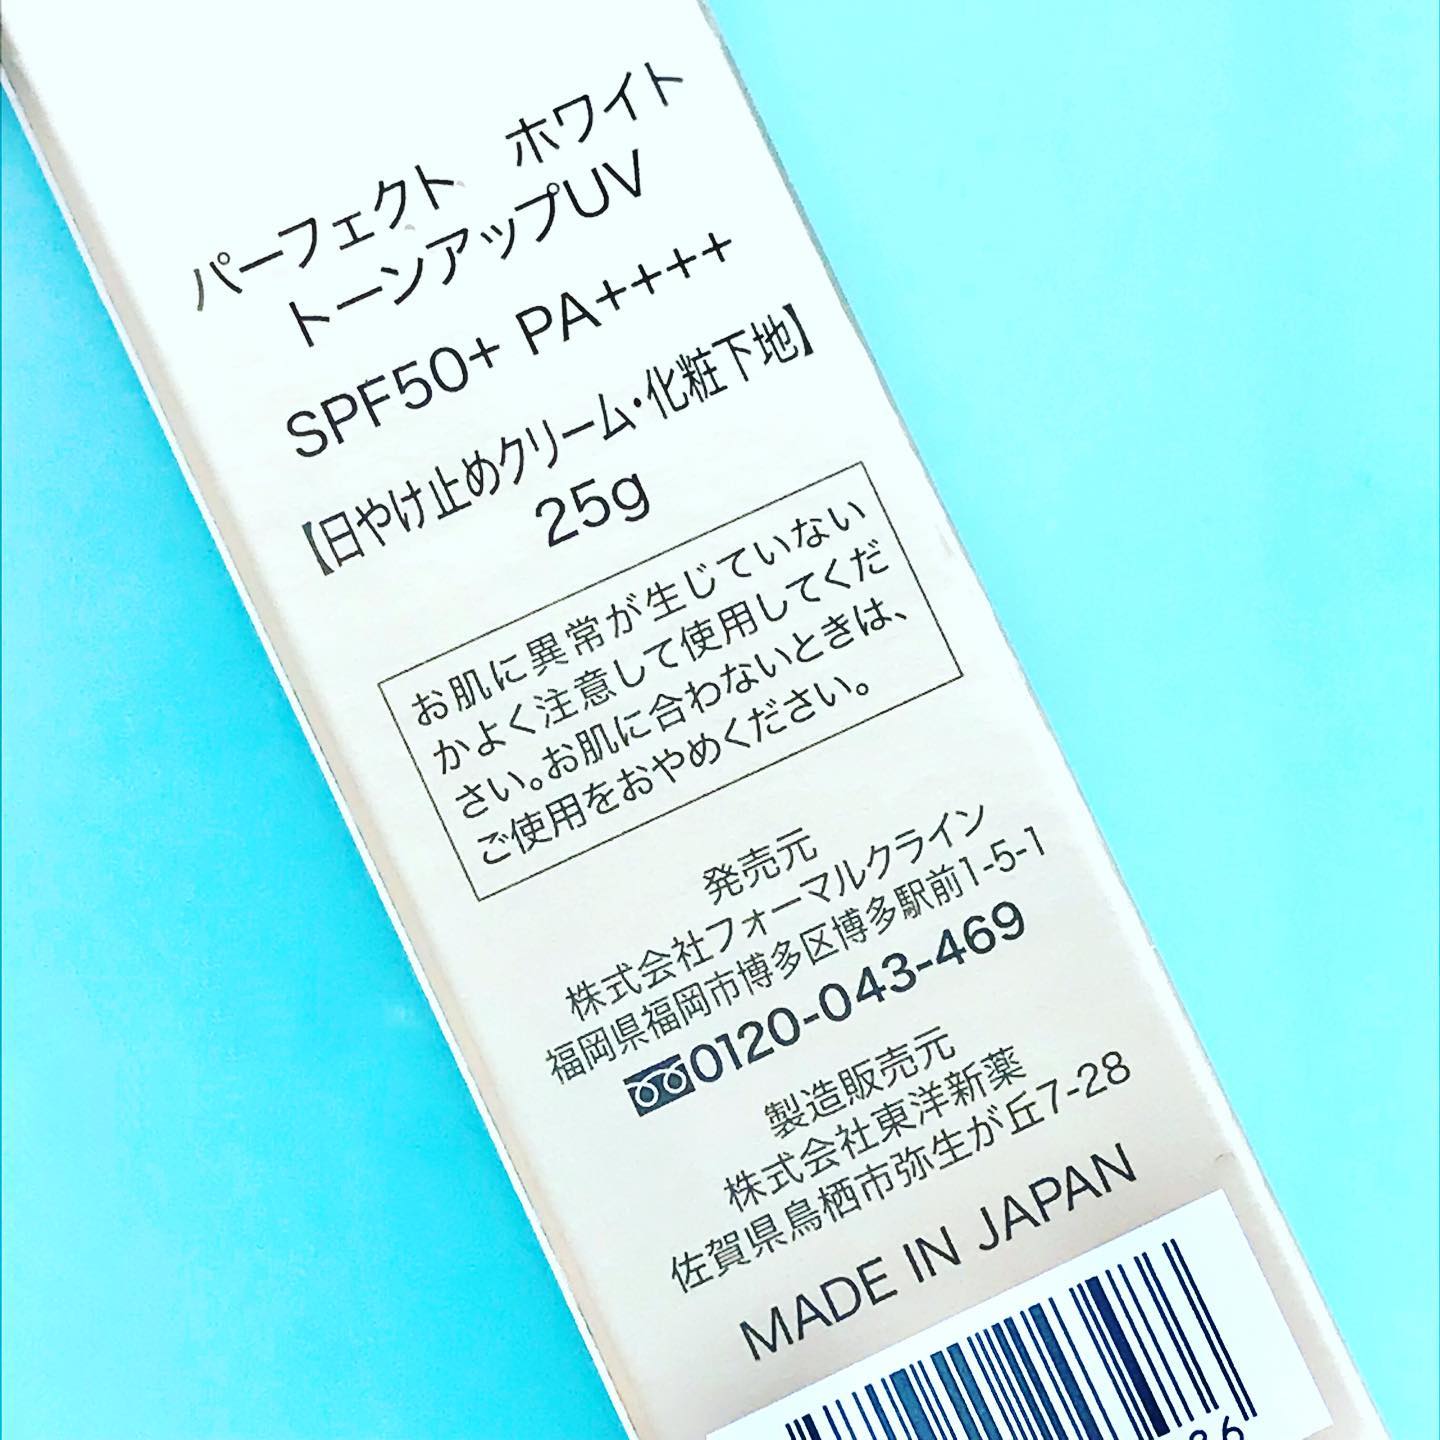 パーフェクト　ホワイト
トーンアップUV
SPF50+ PA++++
【日やけ止めクリーム・化粧下地】
25g
お肌に異常が生じていない
かよく注意して使用してくだ
さい。お肌に合わないときは、
ご使用をおやめください。
発売元
株式会社フォーマルクライン
福岡県福岡市博多区博多駅前1-5-1
0120-043-469
製造販売元
株式会社東洋新薬
佐賀県鳥栖市弥生が丘7-28
MADE IN JAPAN